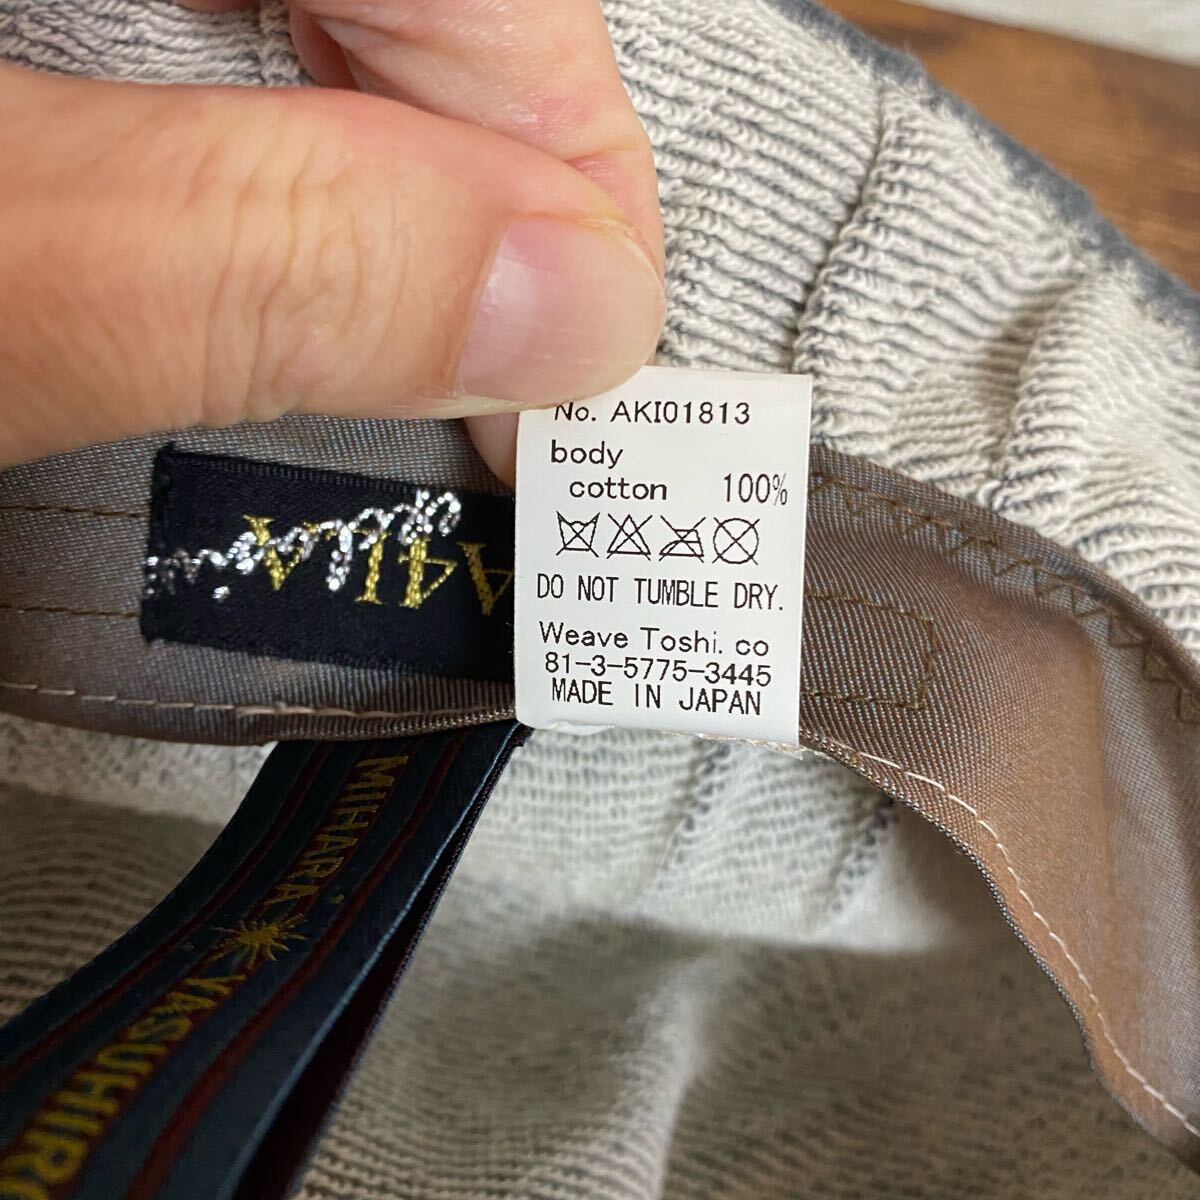 No. AKI01813
body
cotton 100%
DO NOT TUMBLE DRY.
Weave Toshi. co
81-3-5775-3445
MADE IN JAPAN
MIHARA YASUHIRO